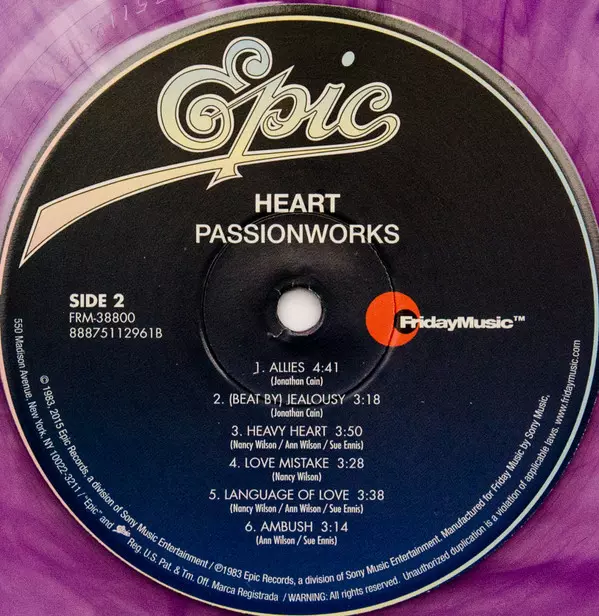 Epic
HEART
PASSIONWORKS
SIDE 2
FRM-38800
88875112961B
FridayMusic™
1. ALLIES 4:41
(Jonathan Cain)
2. (BEAT BY) JEALOUSY 3:18
(Jonathan Cain)
3. HEAVY HEART 3:50
(Nancy Wilson / Ann Wilson / Sue Ennis)
4. LOVE MISTAKE 3:28
(Nancy Wilson)
5. LANGUAGE OF LOVE 3:38
(Nancy Wilson / Ann Wilson / Sue Ennis)
6. AMBUSH 3:14
(Ann Wilson / Sue Ennis)
© 1983, 2015 Epic Records, a division of Sony Music Entertainment / ℗1983 Epic Records, a division of Sony Music Entertainment. Manufactured for Friday Music by Sony Music,
550 Madison Avenue, New York, NY 10022-3211 / "Epic" and Epic Reg. U.S. Pat. & Tm. Off. Marca Registrada / WARNING: All rights reserved. Unauthorized duplication is a violation of applicable laws. www.fridaymusic.com